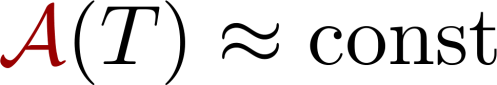 𝒜(T) ≈ const